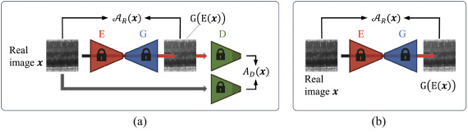 𝒜_R(𝒙)
G(E(𝒙))
E
G
D
Real
image 𝒙
A_D(𝒙)
(a)
𝒜_R(𝒙)
E
G
Real
image 𝒙
G(E(𝒙))
(b)